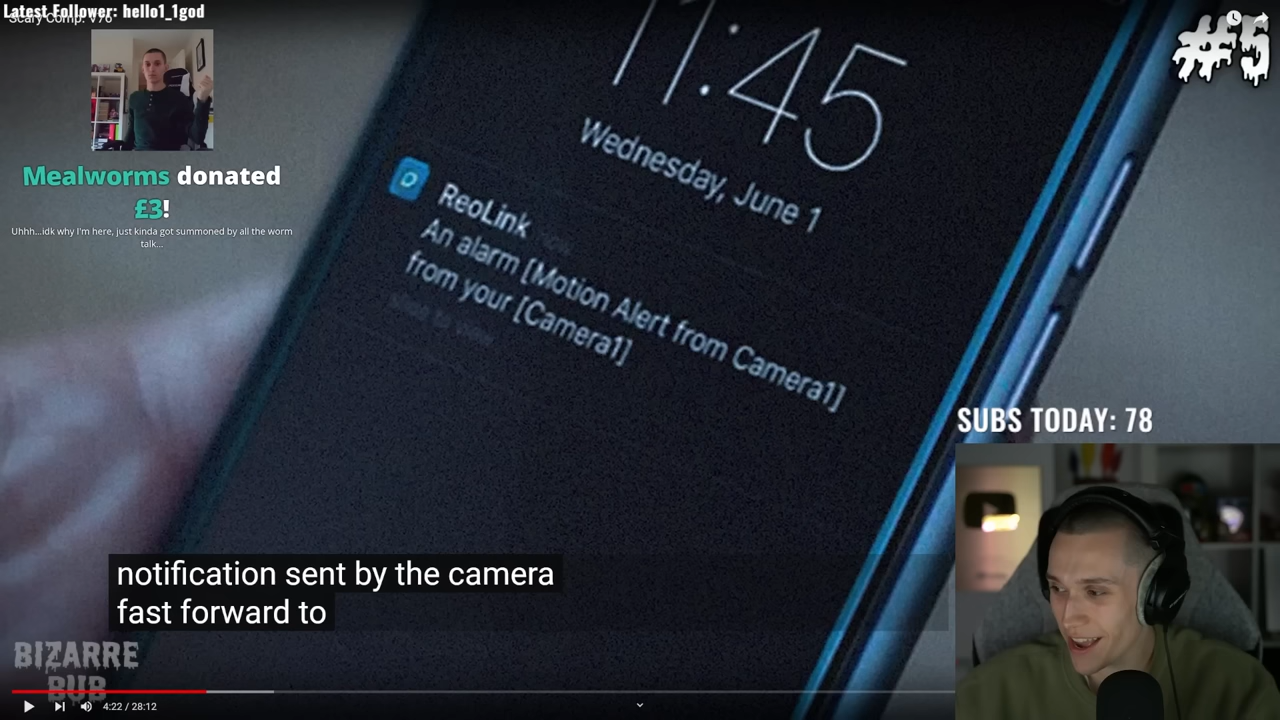 Latest Follower: hello1_1god
Scary Comp. V76
#5
Mealworms donated
£3!
Uhhh...idk why I'm here, just kinda got summoned by all the worm
talk...
11:45
Wednesday, June 1
ReoLink
An alarm [Motion Alert from Camera1]
from your [Camera1]
SUBS TODAY: 78
notification sent by the camera
fast forward to
BIZARRE
BUB
4:22 / 28:12